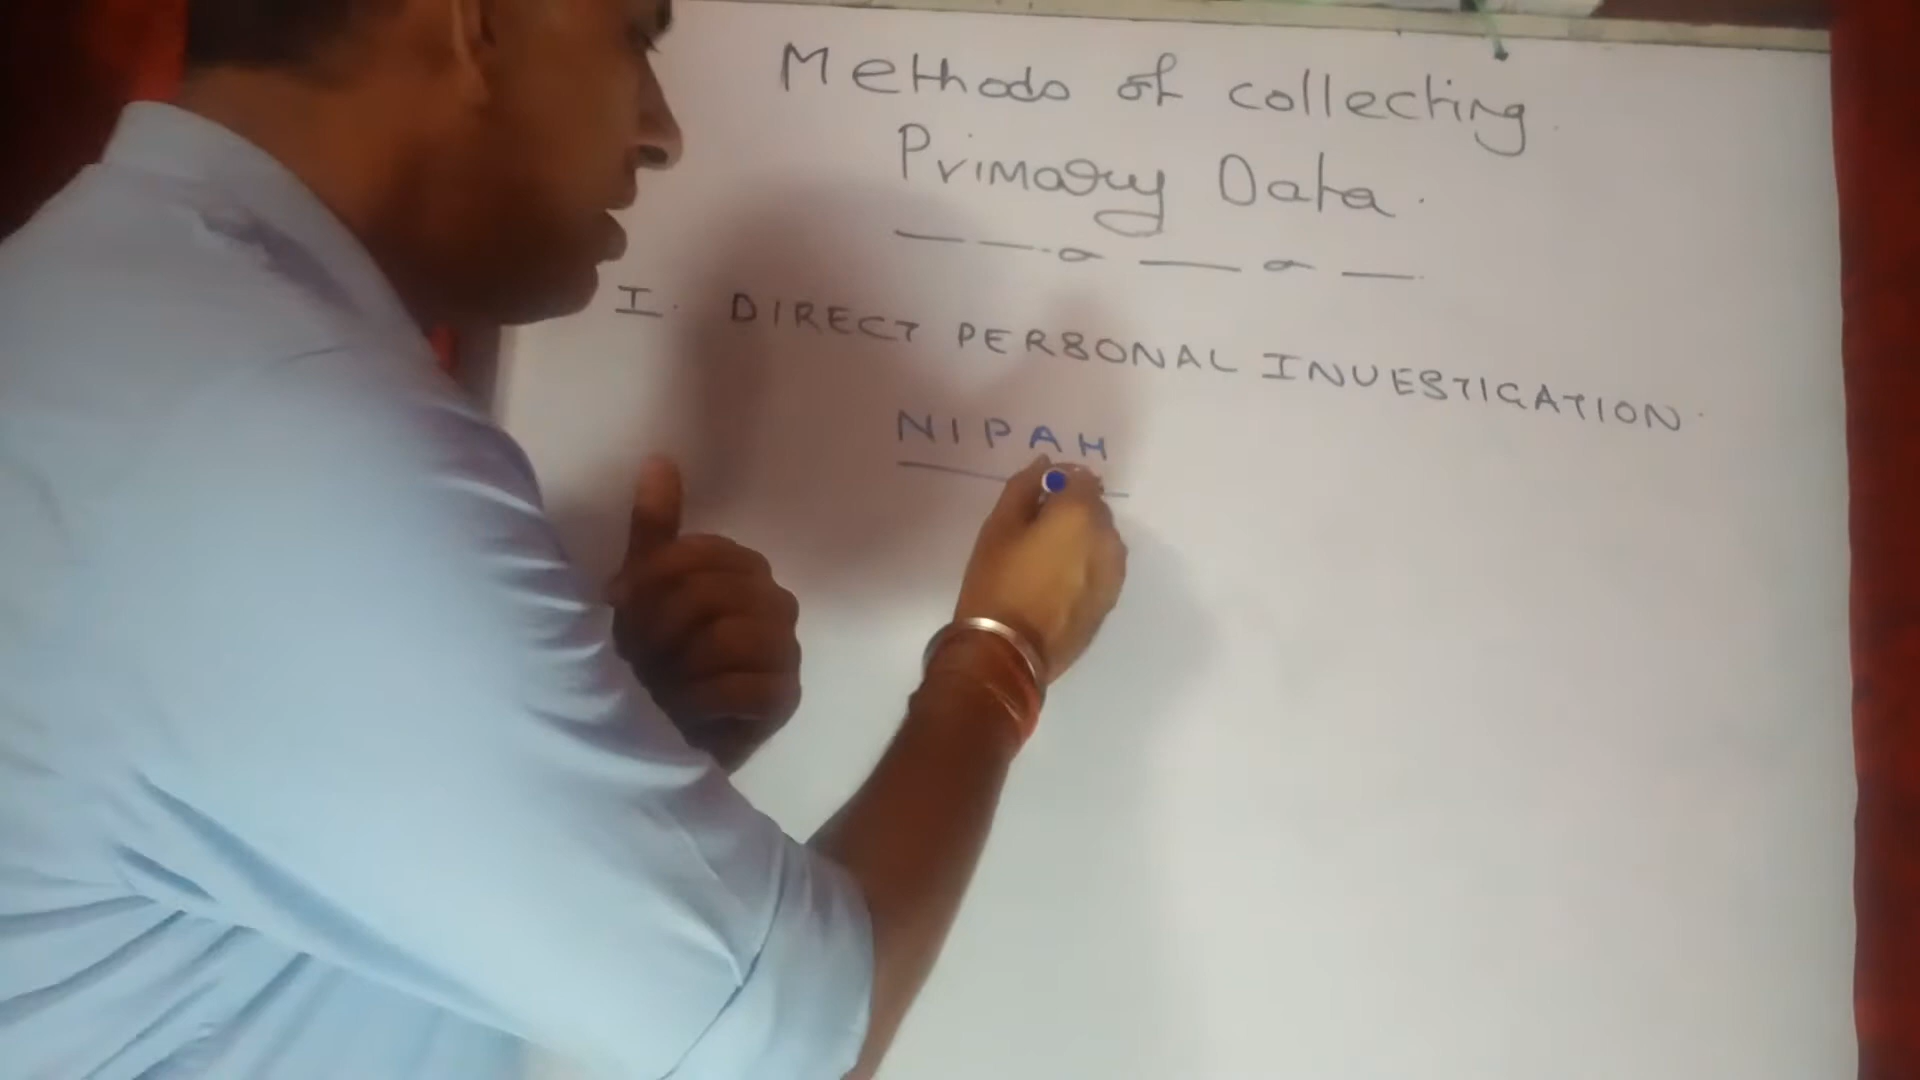 Methods of collecting
Primary Data.
I. DIRECT PERSONAL INVESTIGATION.
NIPAH